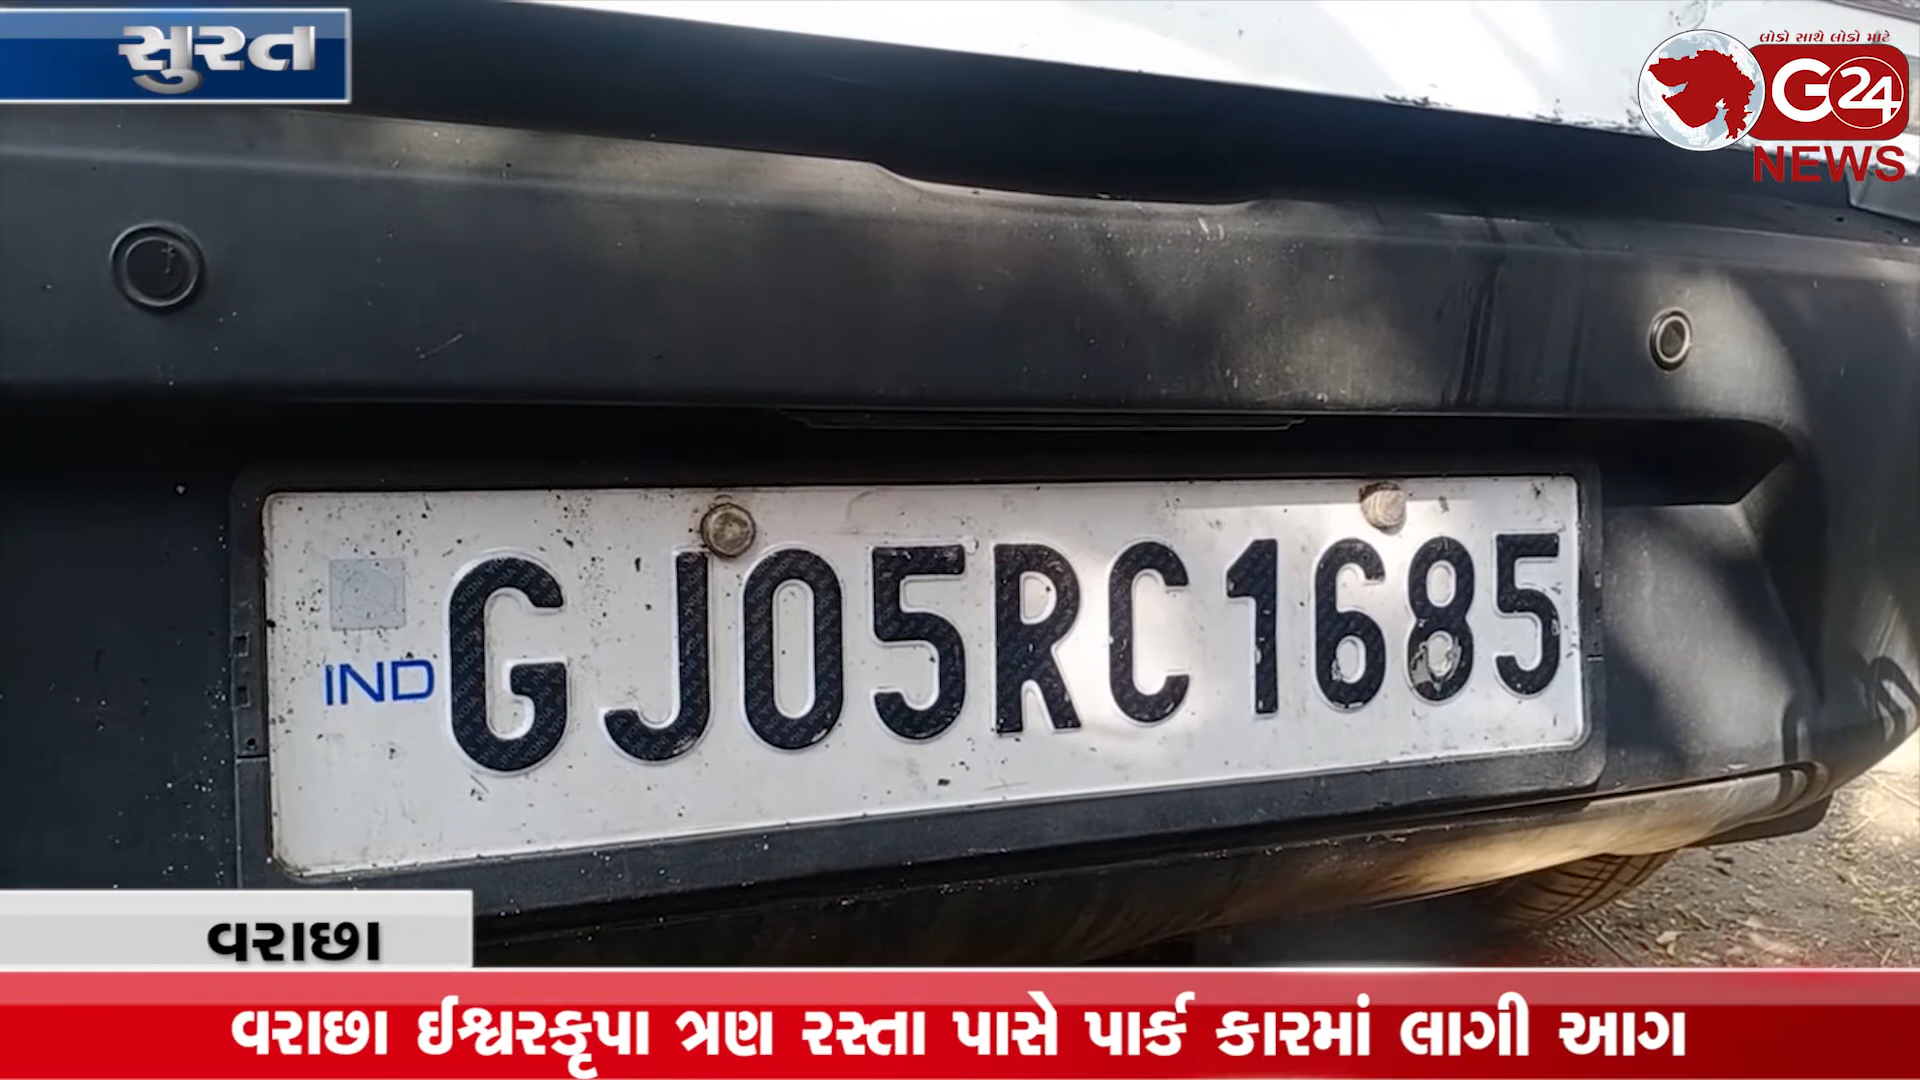 સુરત
લોકો સાથે લોકો માટે
G24
NEWS
IND GJ05RC1685
વરાછા
વરાછા ઈશ્વરકૃપા ત્રણ રસ્તા પાસે પાર્ક કારમાં લાગી આગ